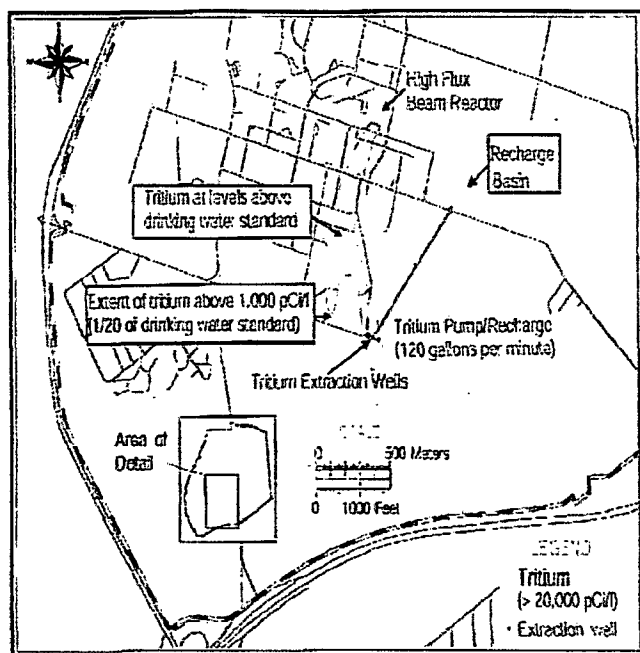 High Flux
Beam Reactor
Recharge
Basin
Tritium at levels above
drinking water standard
Extent of tritium above 1,000 pCi/l
(1/20 of drinking water standard)
Tritium Pump/Recharge
(120 gallons per minute)
Tritium Extraction Wells
Area of
Detail
SCALE
0 500 Meters
0 1000 Feet
LEGEND
Tritium
(> 20,000 pCi/l)
• Extraction well